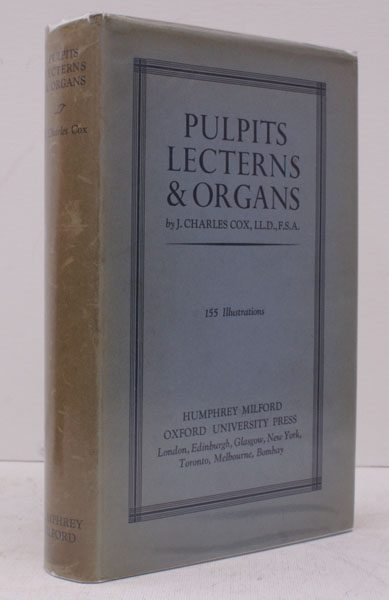 PULPITS
LECTERNS
& ORGANS
Charles Cox
HUMPHREY
MILFORD
PULPITS
LECTERNS
& ORGANS
by J. CHARLES COX, LL.D., F.S.A.
155 Illustrations
HUMPHREY MILFORD
OXFORD UNIVERSITY PRESS
London, Edinburgh, Glasgow, New York,
Toronto, Melbourne, Bombay